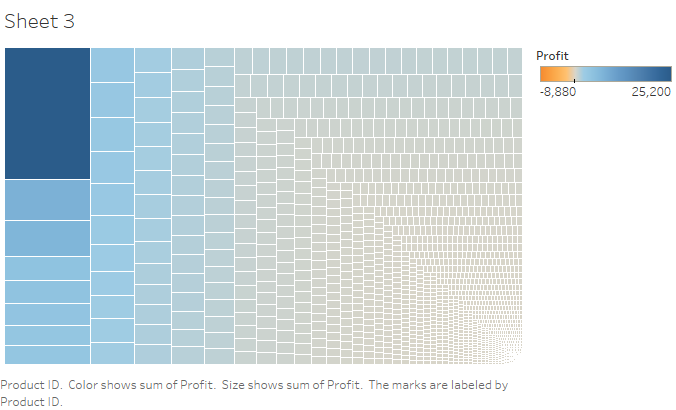 Sheet 3
Profit
-8,880 25,200
Product ID. Color shows sum of Profit. Size shows sum of Profit. The marks are labeled by
Product ID.